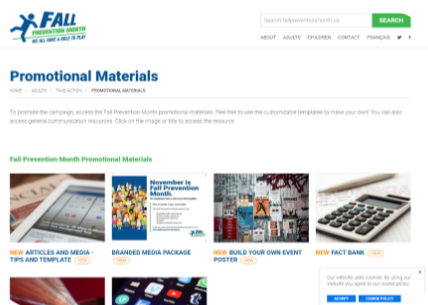 FALL
PREVENTION MONTH
WE ALL HAVE A ROLE TO PLAY
Search fallpreventionmonth.ca
SEARCH
ABOUT ADULTS CHILDREN CONTACT FRANÇAIS
Promotional Materials
HOME ADULTS TAKE ACTION PROMOTIONAL MATERIALS
To promote the campaign, access the Fall Prevention Month promotional materials. Feel free to use the customizable templates to make your own! You can also
access general communication resources. Click on the image or title to access the resource.
Fall Prevention Month Promotional Materials
November is
Fall Prevention
Month.
NEW ARTICLES AND MEDIA -
TIPS AND TEMPLATE VIEW
BRANDED MEDIA PACKAGE
VIEW
NEW BUILD YOUR OWN EVENT
POSTER VIEW
NEW FACT BANK VIEW
x
Our website uses cookies. By using our
website you agree to our cookie policy
ACCEPT COOKIE POLICY